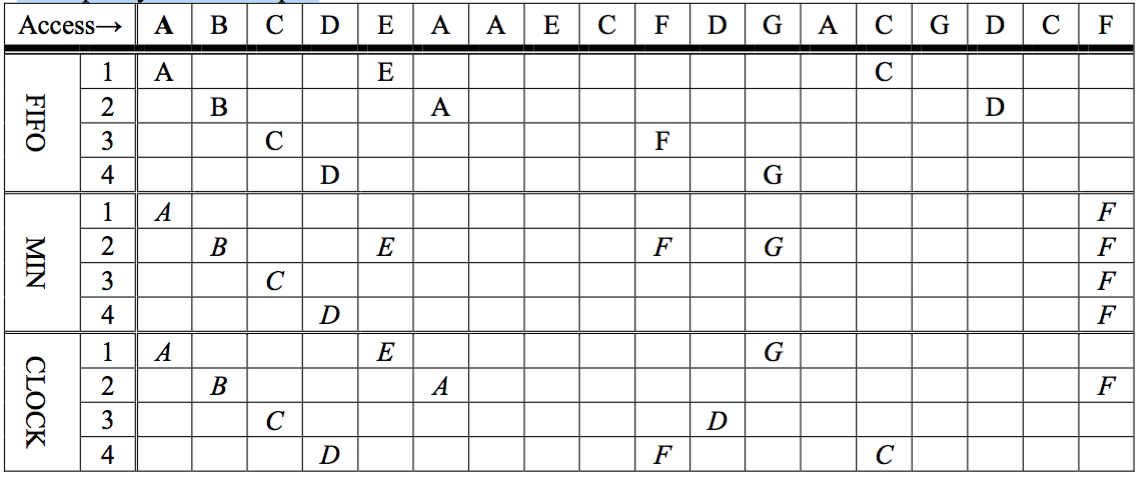 Access→ A B C D E A A E C F D G A C G D C F
FIFO
1 A E C
2 B A D
3 C F
4 D G
MIN
1 A F
2 B E F G F
3 C F
4 D F
CLOCK
1 A E G
2 B A F
3 C D
4 D F C